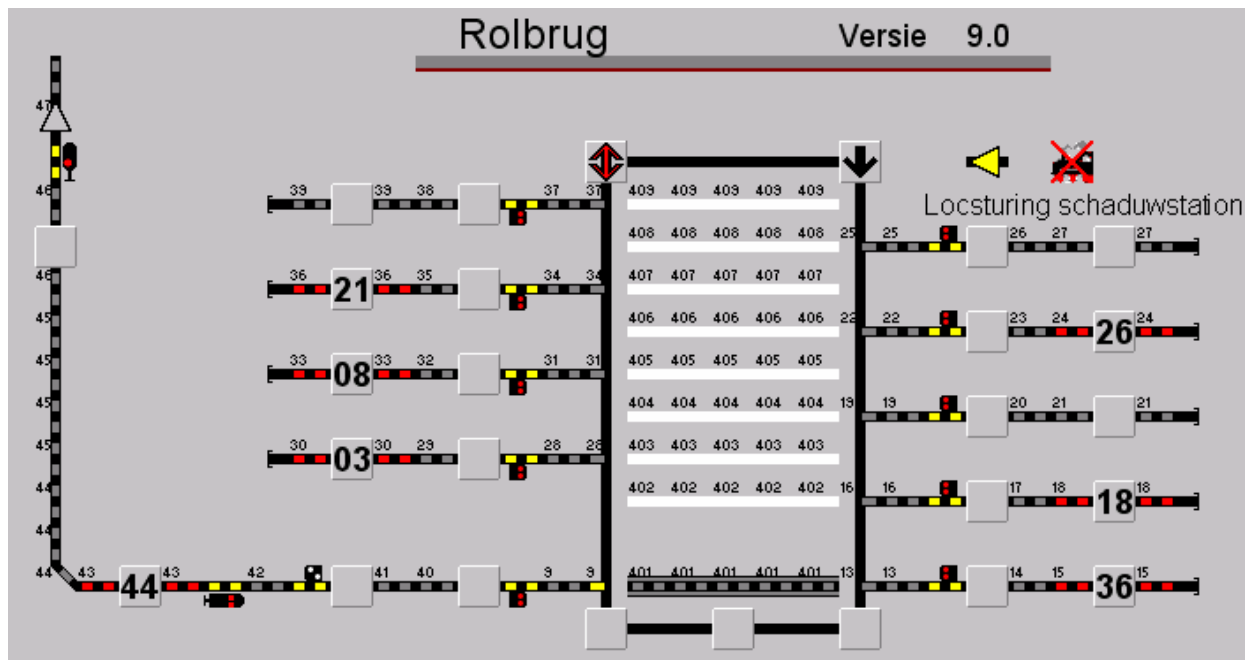 Rolbrug Versie 9.0
47
46
39 39 38 37 37 409 409 409 409 409
Locsturing schaduwstation
408 408 408 408 408 25 25 26 27 27
46
36 21 36 35 34 34 407 407 407 407 407
45
406 406 406 406 406 22 22 23 24 26 24
45
33 08 33 32 31 31 405 405 405 405 405
45
404 404 404 404 404 19 19 20 21 21
45
30 03 30 29 28 28 403 403 403 403 403
44
402 402 402 402 402 16 16 17 18 18 18
44
44 43 44 43 42 41 40 9 9 401 401 401 401 401 13 13 14 15 36 15